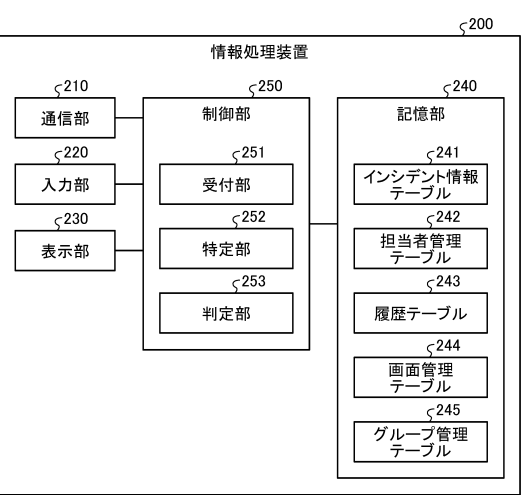 200
情報処理装置
210
通信部
220
入力部
230
表示部
250
制御部
251
受付部
252
特定部
253
判定部
240
記憶部
241
インシデント情報
テーブル
242
担当者管理
テーブル
243
履歴テーブル
244
画面管理
テーブル
245
グループ管理
テーブル